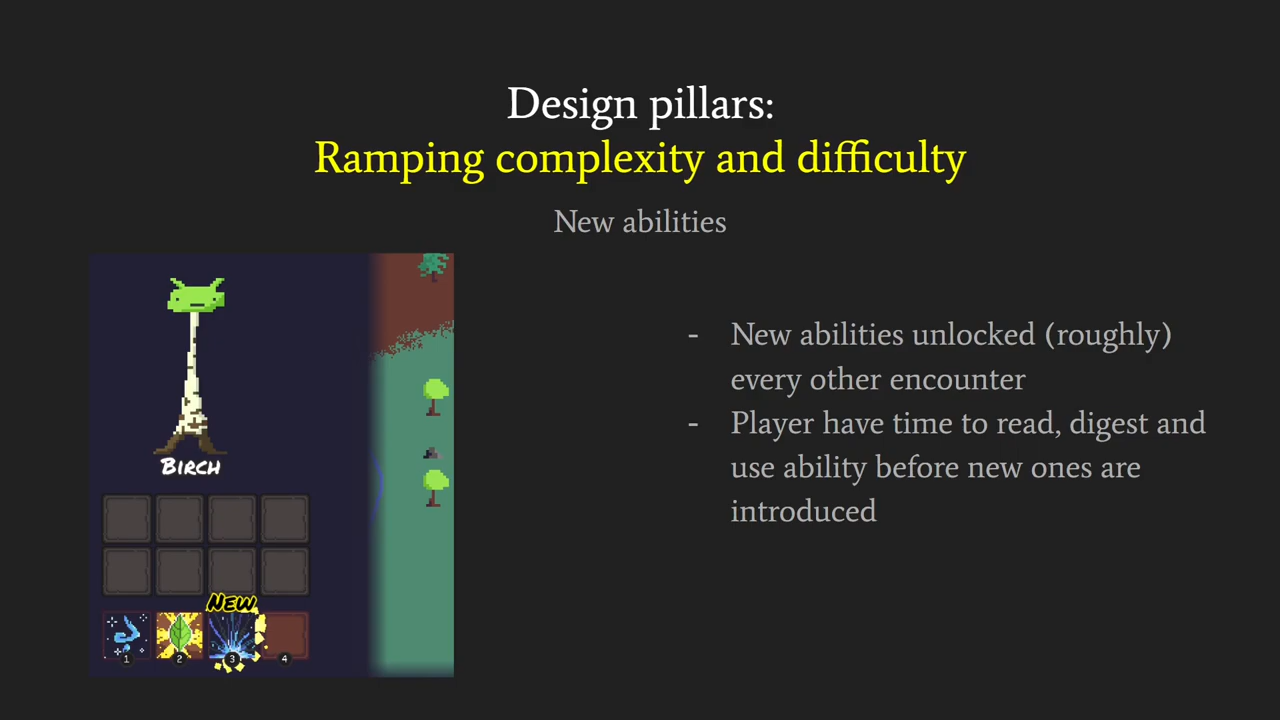 Design pillars:
Ramping complexity and difficulty
New abilities
- New abilities unlocked (roughly)
every other encounter
- Player have time to read, digest and
use ability before new ones are
introduced
BIRCH
NEW
1 2 3 4